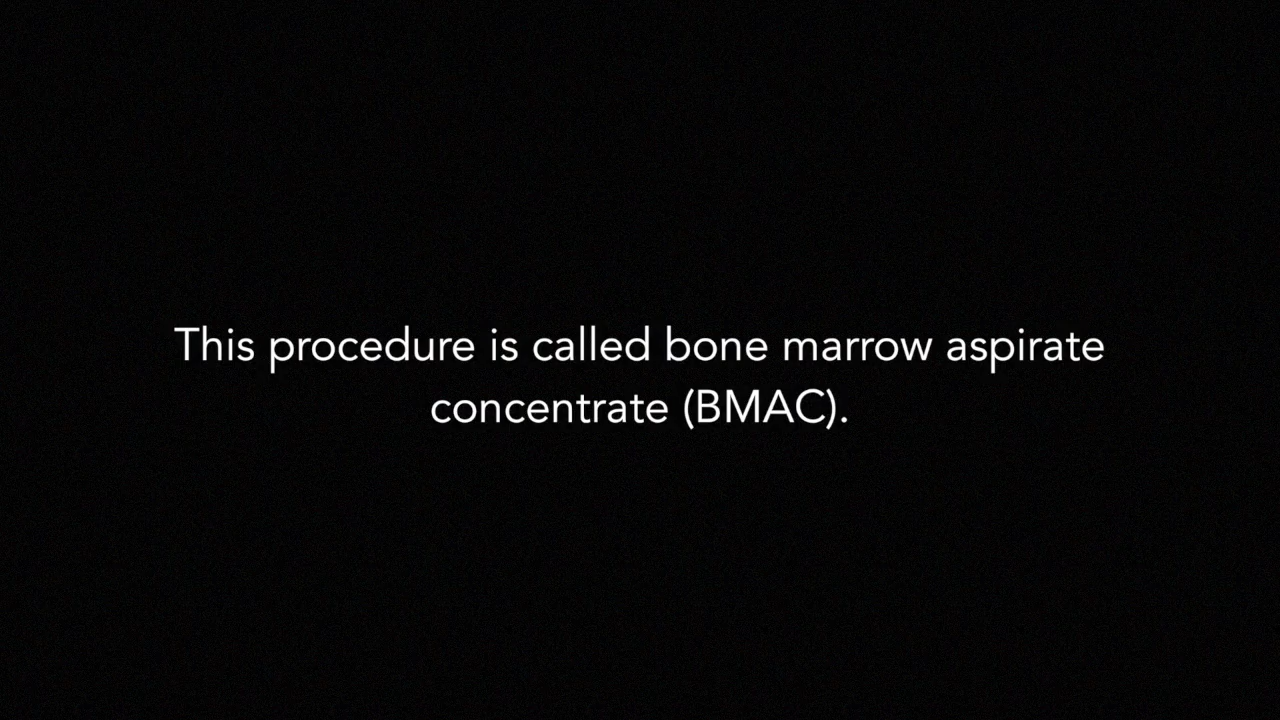 This procedure is called bone marrow aspirate
concentrate (BMAC).